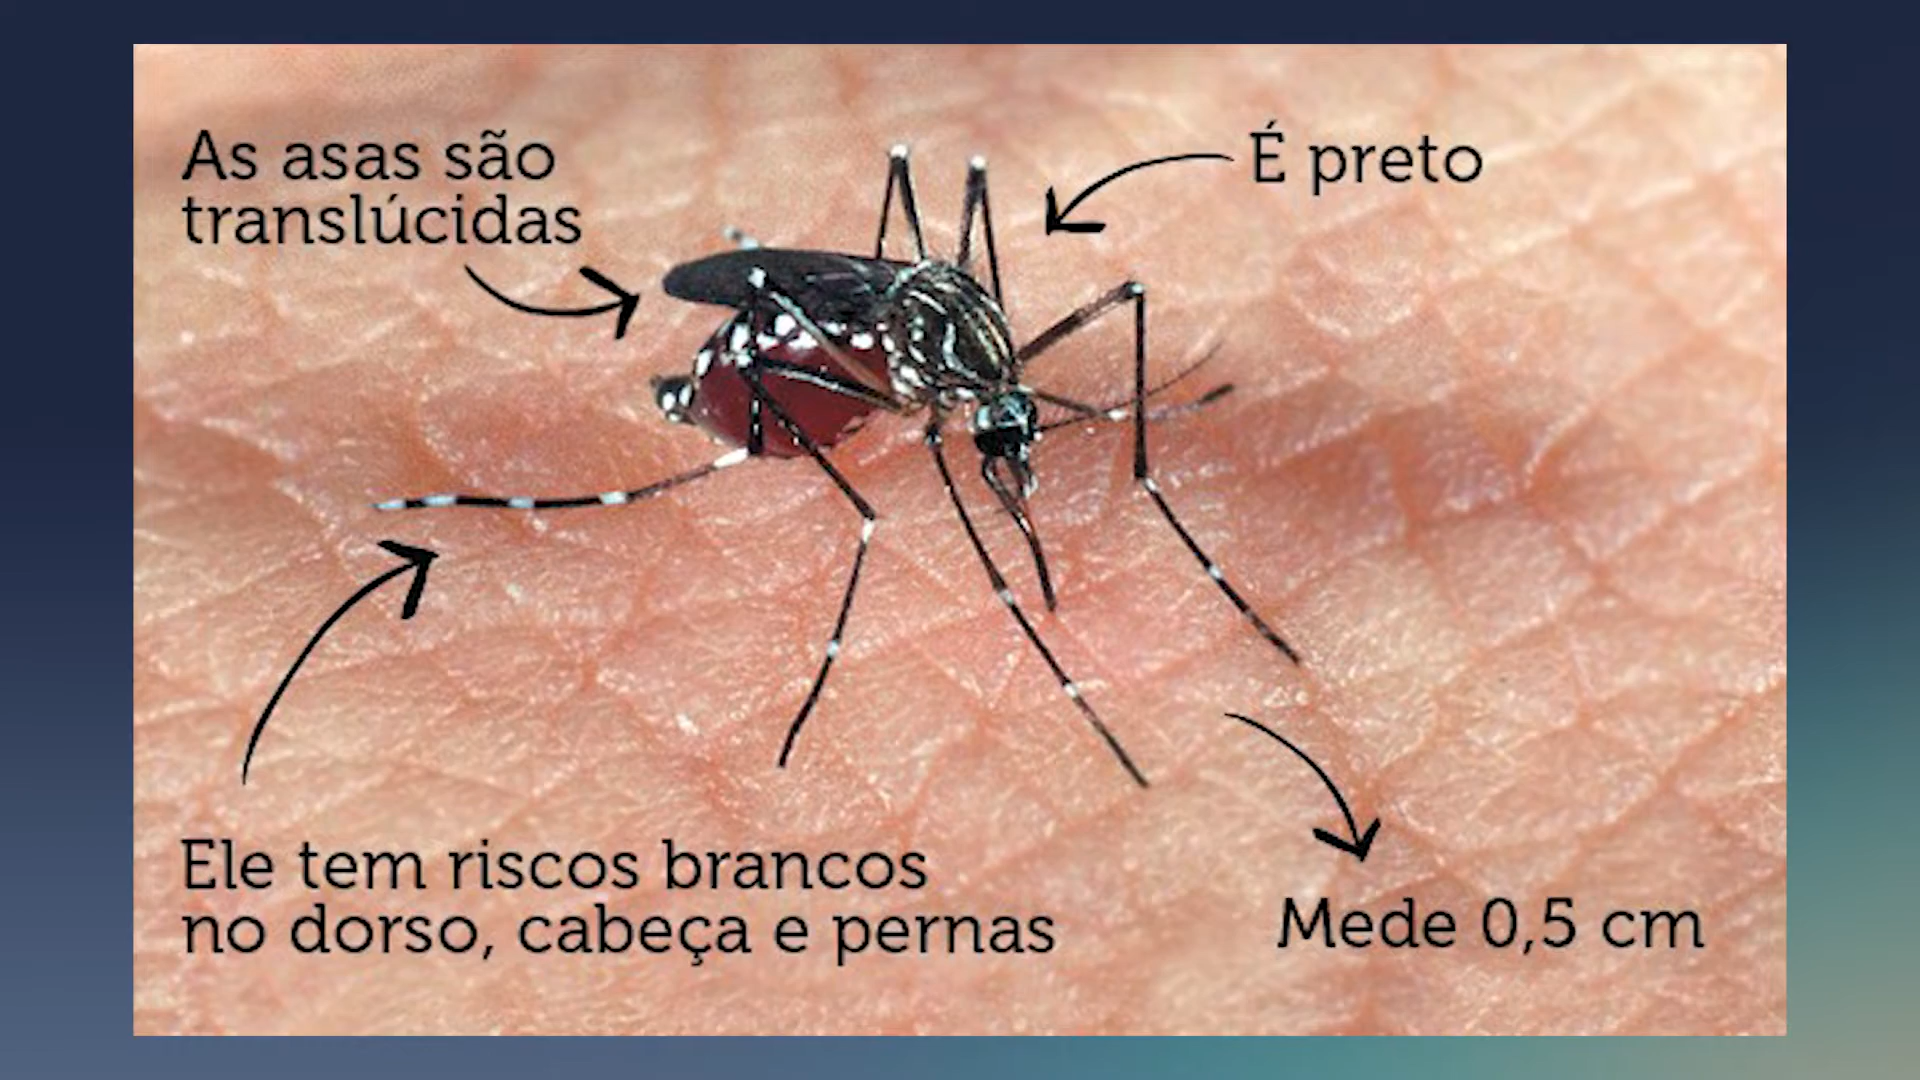 As asas são
translúcidas
É preto
Ele tem riscos brancos
no dorso, cabeça e pernas
Mede 0,5 cm